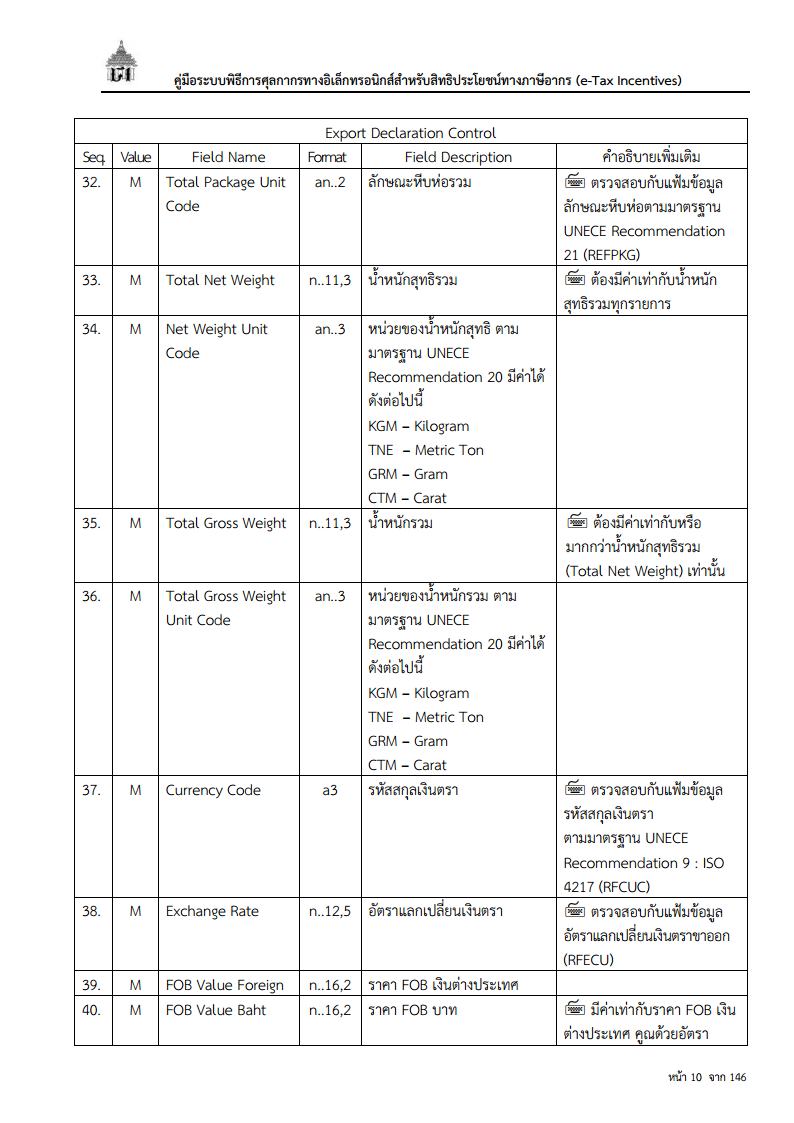 คู่มือระบบพิธีการศุลกากรทางอิเล็กทรอนิกส์สำหรับสิทธิประโยชน์ทางภาษีอากร (e-Tax Incentives)
Export Declaration Control
Seq. Value Field Name Format Field Description คำอธิบายเพิ่มเติม
32. M Total Package Unit an..2 ลักษณะหีบห่อรวม ตรวจสอบกับแฟ้มข้อมูล
Code ลักษณะหีบห่อตามมาตรฐาน
UNECE Recommendation
21 (REFPKG)
33. M Total Net Weight n..11,3 น้ำหนักสุทธิรวม ต้องมีค่าเท่ากับน้ำหนัก
สุทธิรวมทุกรายการ
34. M Net Weight Unit an..3 หน่วยของน้ำหนักสุทธิ ตาม
Code มาตรฐาน UNECE
Recommendation 20 มีค่าได้
ดังต่อไปนี้
KGM – Kilogram
TNE – Metric Ton
GRM – Gram
CTM – Carat
35. M Total Gross Weight n..11,3 น้ำหนักรวม ต้องมีค่าเท่ากับหรือ
มากกว่าน้ำหนักสุทธิรวม
(Total Net Weight) เท่านั้น
36. M Total Gross Weight an..3 หน่วยของน้ำหนักรวม ตาม
Unit Code มาตรฐาน UNECE
Recommendation 20 มีค่าได้
ดังต่อไปนี้
KGM – Kilogram
TNE – Metric Ton
GRM – Gram
CTM – Carat
37. M Currency Code a3 รหัสสกุลเงินตรา ตรวจสอบกับแฟ้มข้อมูล
รหัสสกุลเงินตรา
ตามมาตรฐาน UNECE
Recommendation 9 : ISO
4217 (RFCUC)
38. M Exchange Rate n..12,5 อัตราแลกเปลี่ยนเงินตรา ตรวจสอบกับแฟ้มข้อมูล
อัตราแลกเปลี่ยนเงินตราขาออก
(RFECU)
39. M FOB Value Foreign n..16,2 ราคา FOB เงินต่างประเทศ
40. M FOB Value Baht n..16,2 ราคา FOB บาท มีค่าเท่ากับราคา FOB เงิน
ต่างประเทศ คูณด้วยอัตรา
หน้า 10 จาก 146